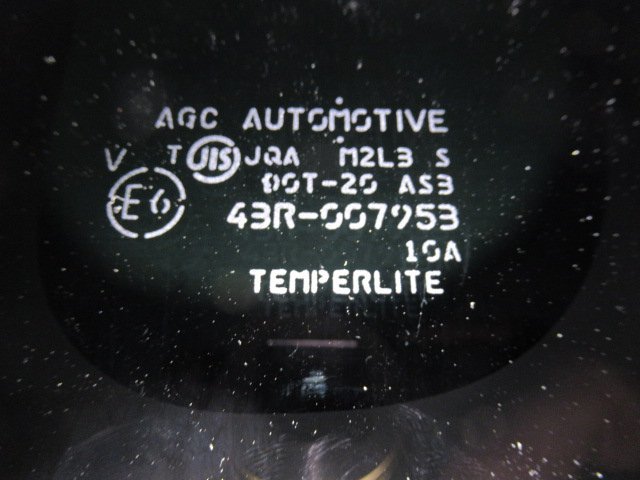 AGC AUTOMOTIVE
V T JIS JQA M2L3 S
DOT-20 AS3
E6 43R-007953
10A
TEMPERLITE